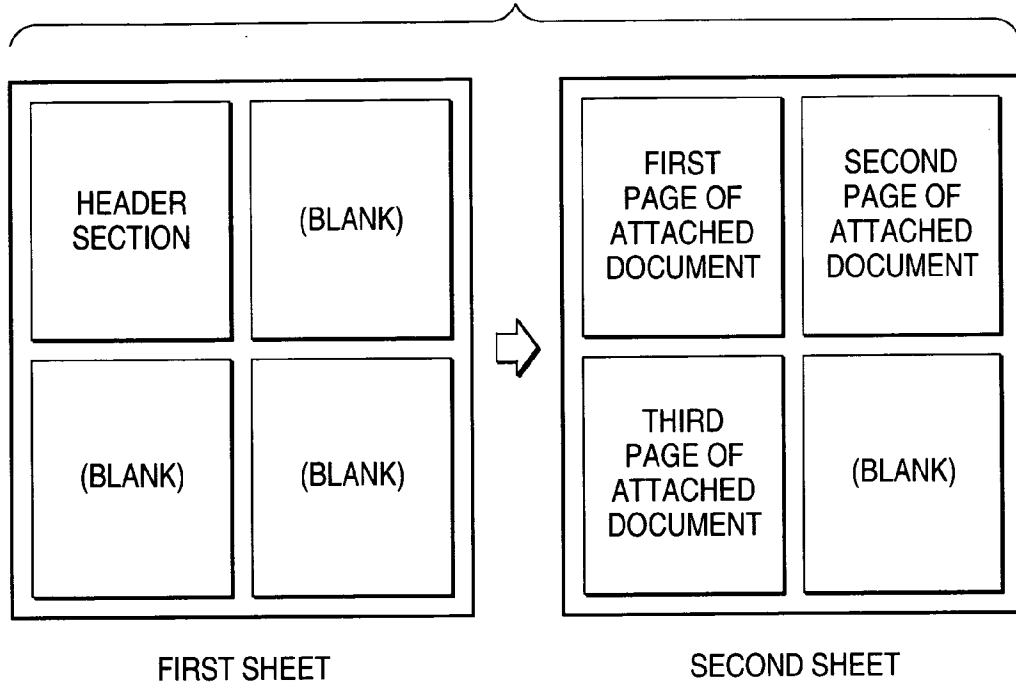 HEADER
SECTION
(BLANK)
(BLANK)
(BLANK)
FIRST SHEET
FIRST
PAGE OF
ATTACHED
DOCUMENT
SECOND
PAGE OF
ATTACHED
DOCUMENT
THIRD
PAGE OF
ATTACHED
DOCUMENT
(BLANK)
SECOND SHEET